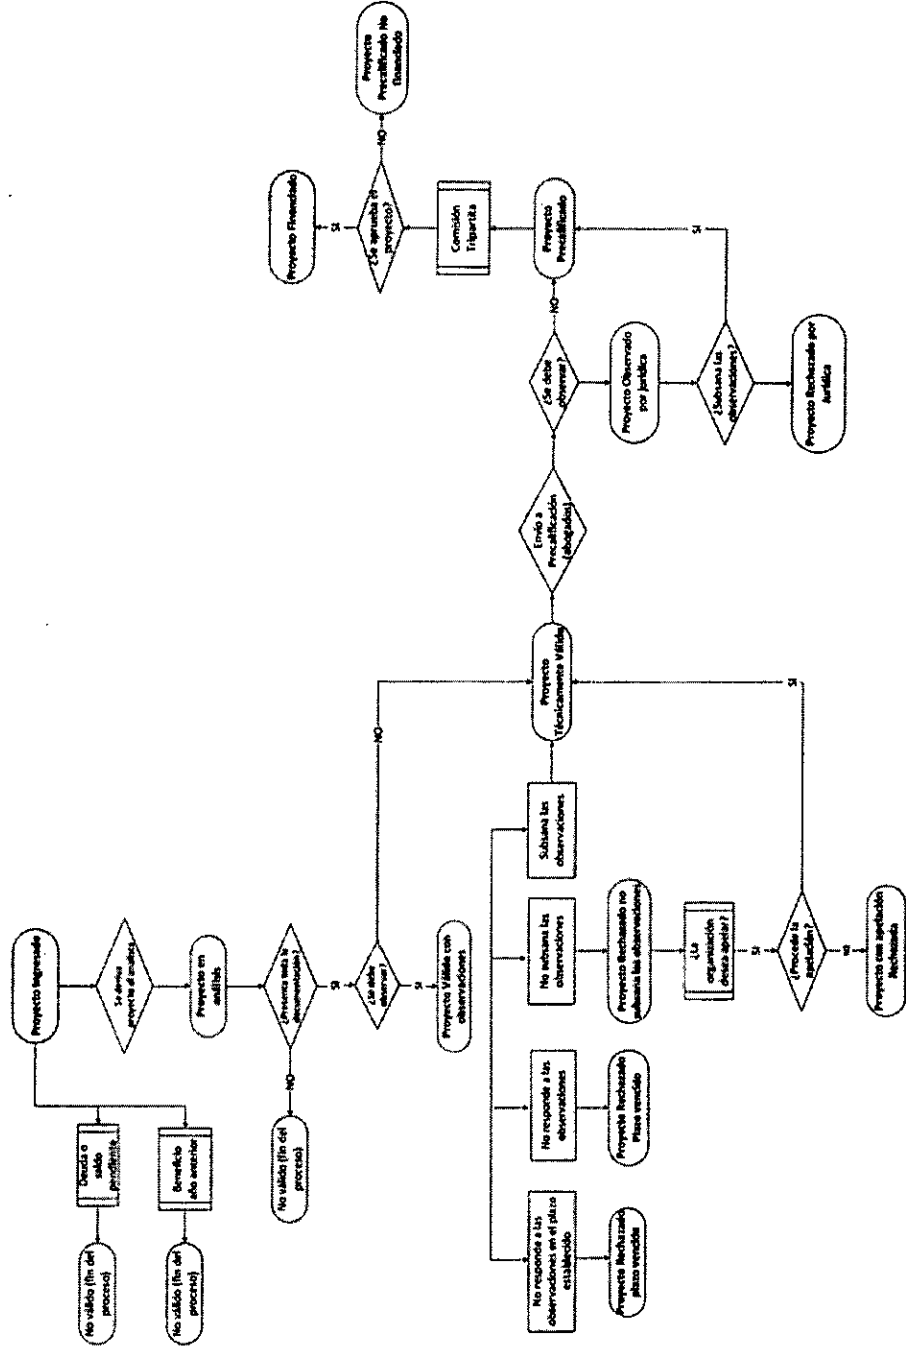 Proyecto Ingresado
Deuda o
saldo
pendiente
No válido (fin del
proceso)
Beneficio
año anterior
No válido (fin del
proceso)
Se deriva
proyecto al analista
Proyecto en
análisis
¿Presenta toda la
documentación?
NO
No válido (fin del
proceso)
SI
¿Se debe
observar?
NO
SI
Proyecto Válido con
observaciones
No responde a las
observaciones en el plazo
establecido
Proyecto Rechazado
plazo vencido
No responde a las
observaciones
Proyecto Rechazado
Plazo vencido
No subsana las
observaciones
Proyecto Rechazado no
subsana las observaciones
¿La
organización
desea apelar?
SI
¿Procede la
apelación?
no
Proyecto con apelación
Rechazada
SI
Subsana las
observaciones
Proyecto
Técnicamente Válido
Envío a
Precalificación
(abogados)
¿Se debe
observar?
NO
Proyecto Observado
por Jurídica
¿Subsana las
observaciones?
SI
Proyecto Rechazado por
Jurídica
Proyecto
Precalificado
Comisión
Tripartita
¿Se aprueba el
proyecto?
SI
Proyecto Financiado
NO
Proyecto
Precalificado No
Financiado